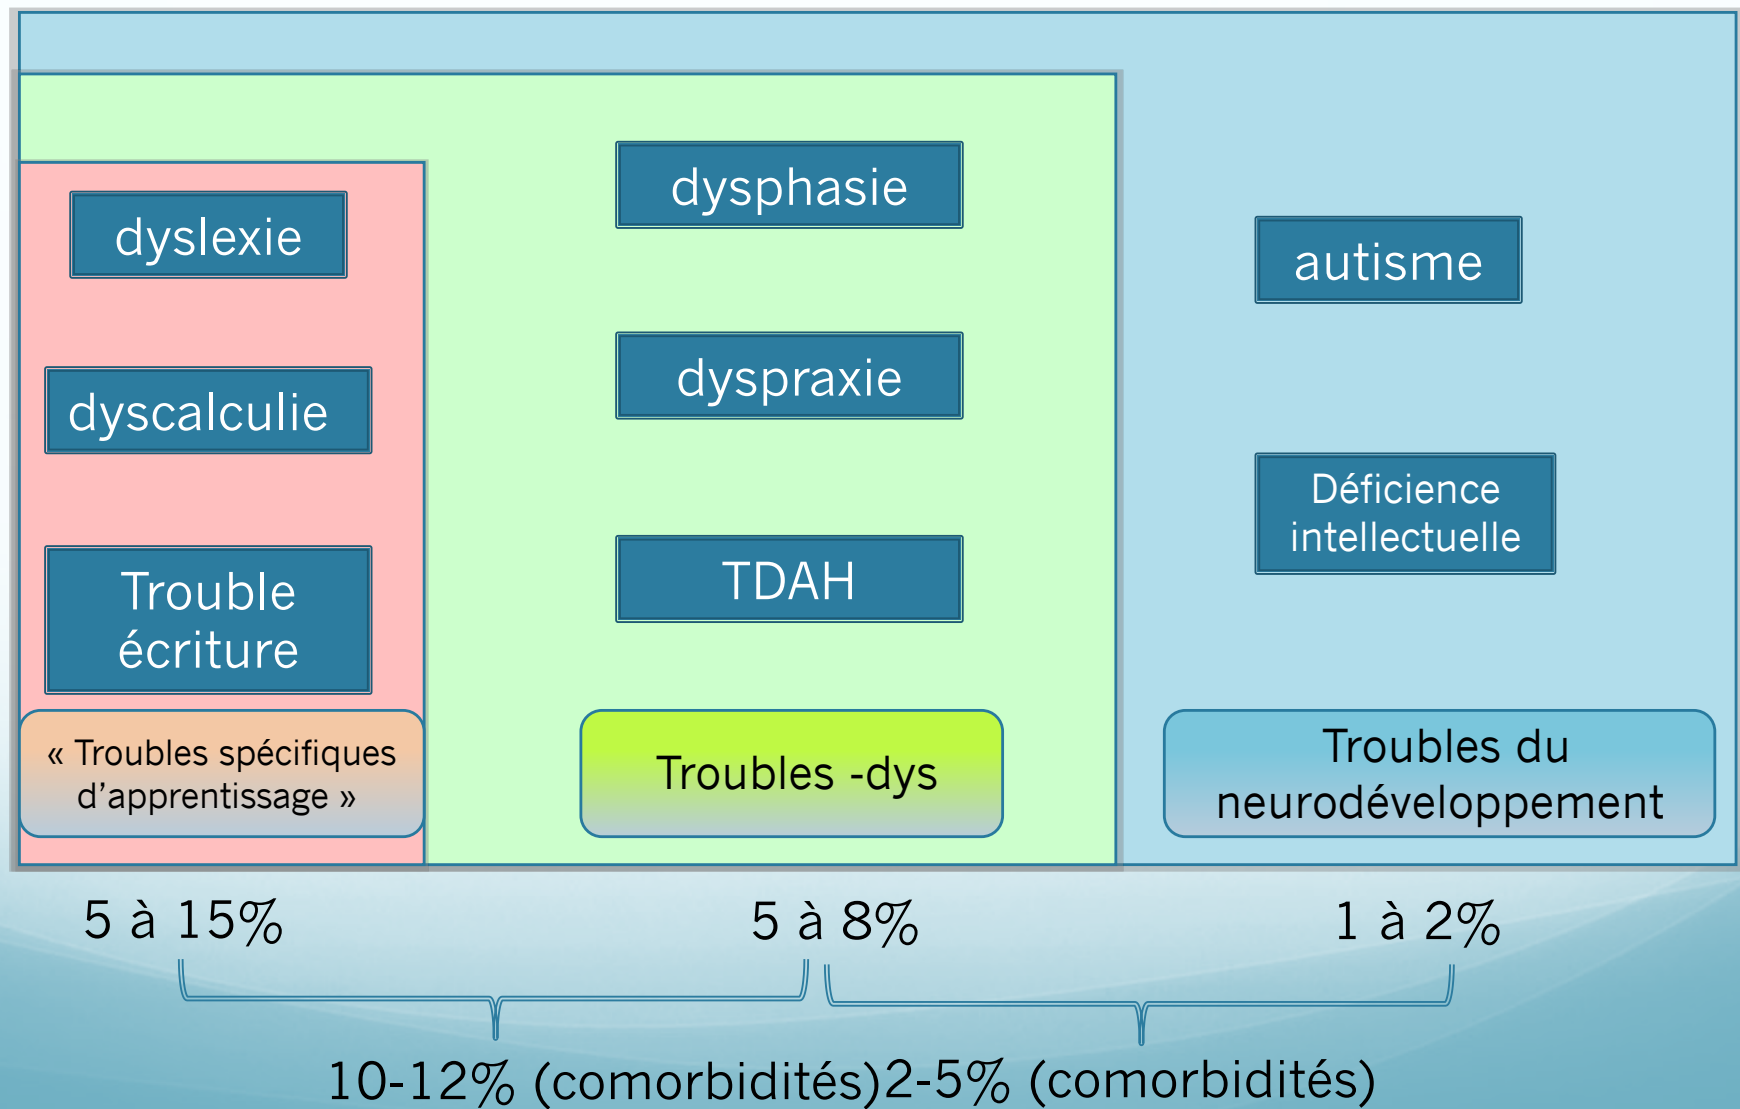 dyslexie
dyscalculie
Trouble
écriture
« Troubles spécifiques
d’apprentissage »
dysphasie
dyspraxie
TDAH
Troubles -dys
autisme
Déficience
intellectuelle
Troubles du
neurodéveloppement
5 à 15%
5 à 8%
1 à 2%
10-12% (comorbidités)
2-5% (comorbidités)